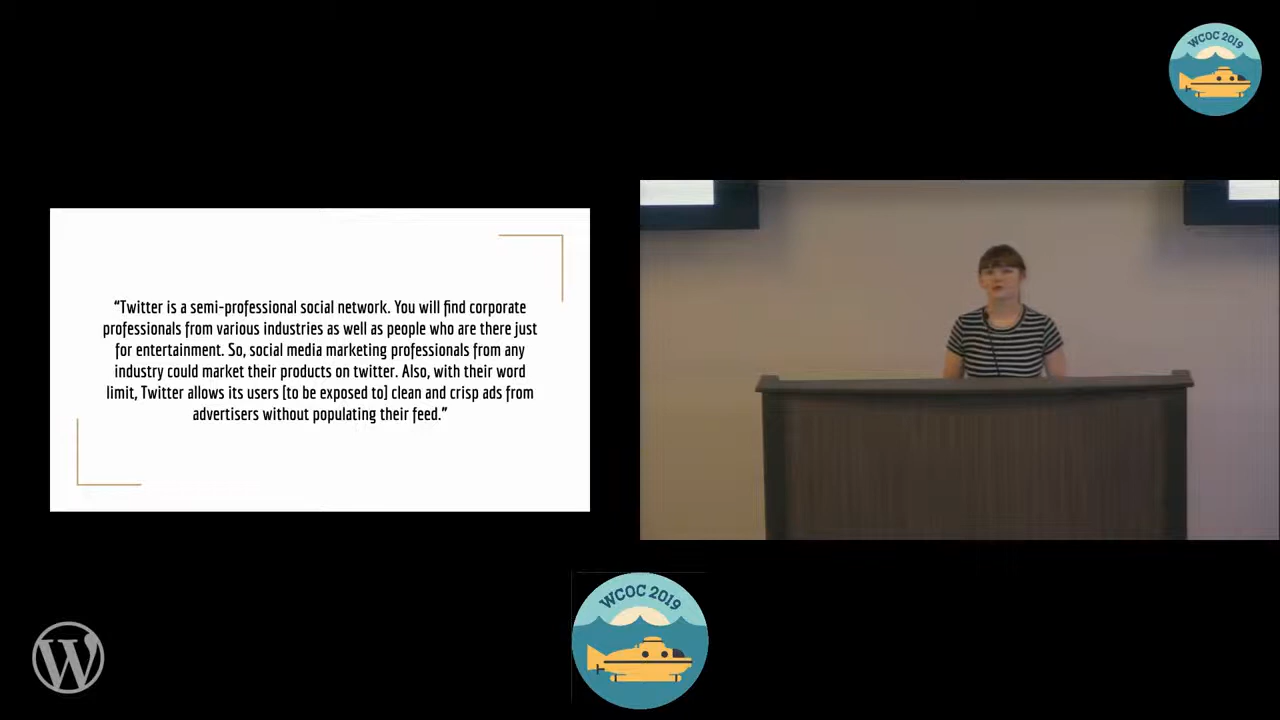 WCOC 2019
“Twitter is a semi-professional social network. You will find corporate
professionals from various industries as well as people who are there just
for entertainment. So, social media marketing professionals from any
industry could market their products on twitter. Also, with their word
limit, Twitter allows its users [to be exposed to] clean and crisp ads from
advertisers without populating their feed.”
WCOC 2019
W